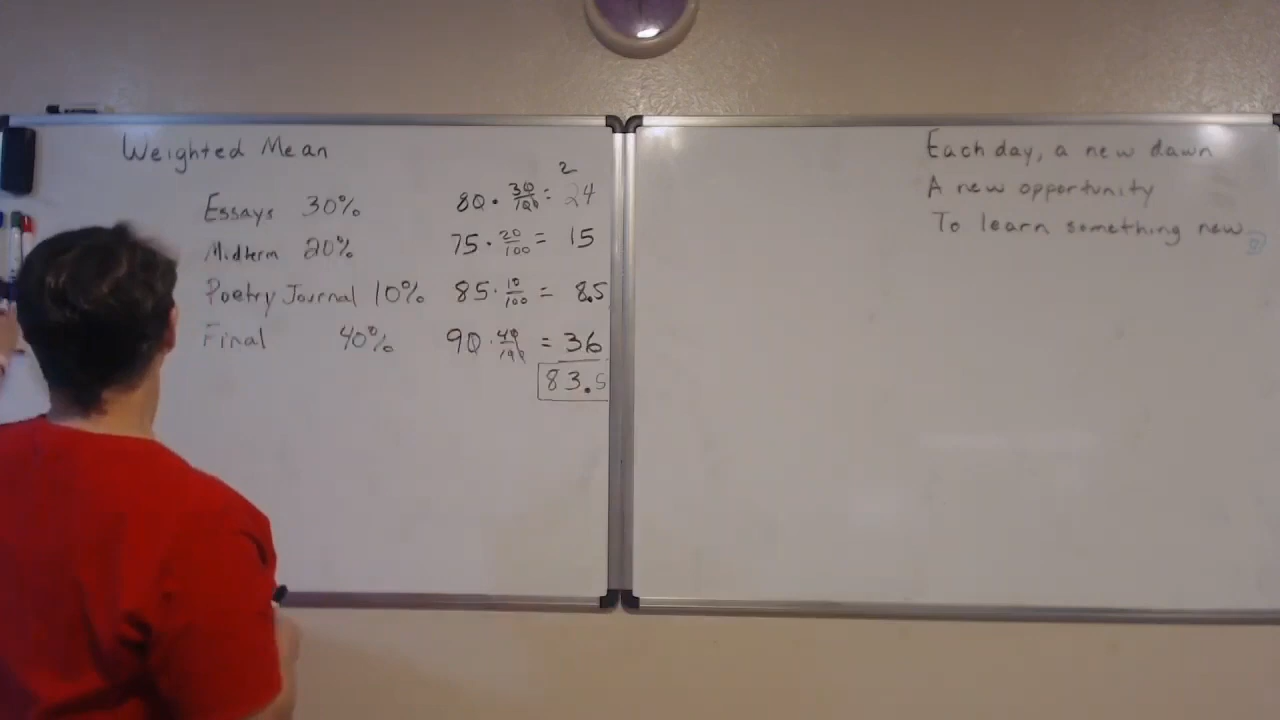 Weighted Mean
2
Essays 30% 80 · 30/100 = 24
Midterm 20% 75 · 20/100 = 15
Poetry Journal 10% 85 · 10/100 = 8.5
Final 40% 90 · 40/100 = 36
83.5
Each day, a new dawn
A new opportunity
To learn something new